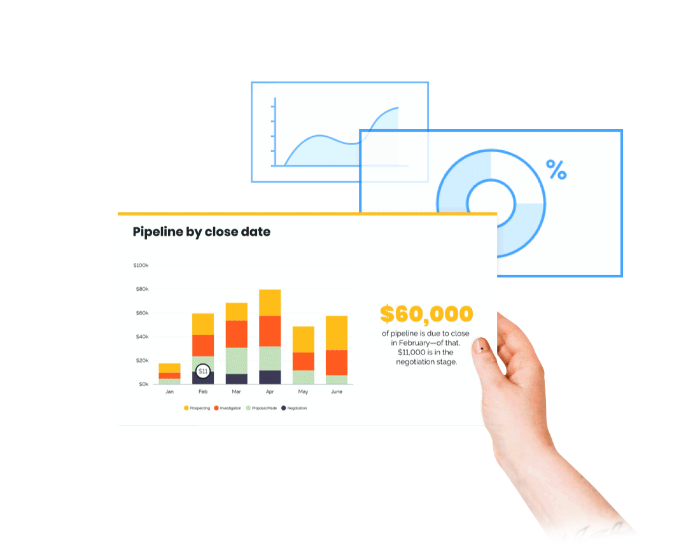 %
Pipeline by close date
$100k
$80k
$60k
$40k
$20k
$0k
$11
Jan Feb Mar Apr May June
Prospecting Investigation Proposal Made Negotiation
$60,000
of pipeline is due to close
in February—of that.
$11,000 is in the
negotiation stage.